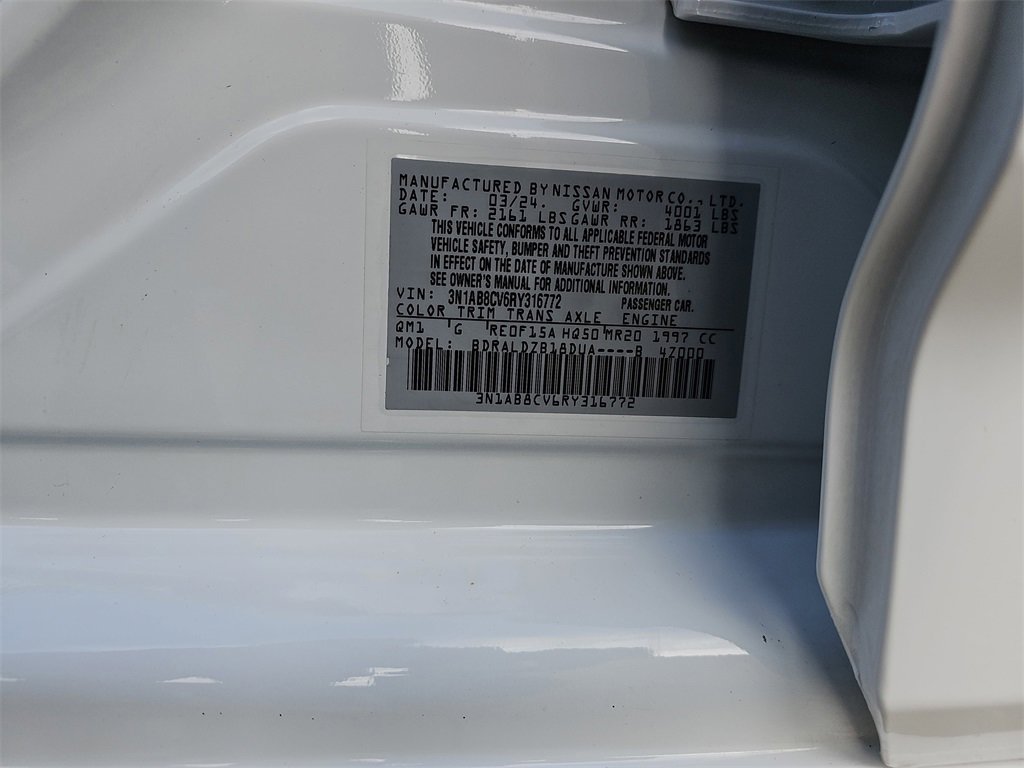 MANUFACTURED BY NISSAN MOTOR CO., LTD.
DATE: 03/24. GVWR: 4001 LBS
GAWR FR: 2161 LBS GAWR RR: 1863 LBS
THIS VEHICLE CONFORMS TO ALL APPLICABLE FEDERAL MOTOR
VEHICLE SAFETY, BUMPER AND THEFT PREVENTION STANDARDS
IN EFFECT ON THE DATE OF MANUFACTURE SHOWN ABOVE.
SEE OWNER'S MANUAL FOR ADDITIONAL INFORMATION.
VIN: 3N1AB8CV6RY316772 PASSENGER CAR.
COLOR TRIM TRANS AXLE ENGINE
QM1 G RE0F15A HQ50 MR20 1997 CC
MODEL: BDRALDZB18DUA----B 47000
3N1AB8CV6RY316772